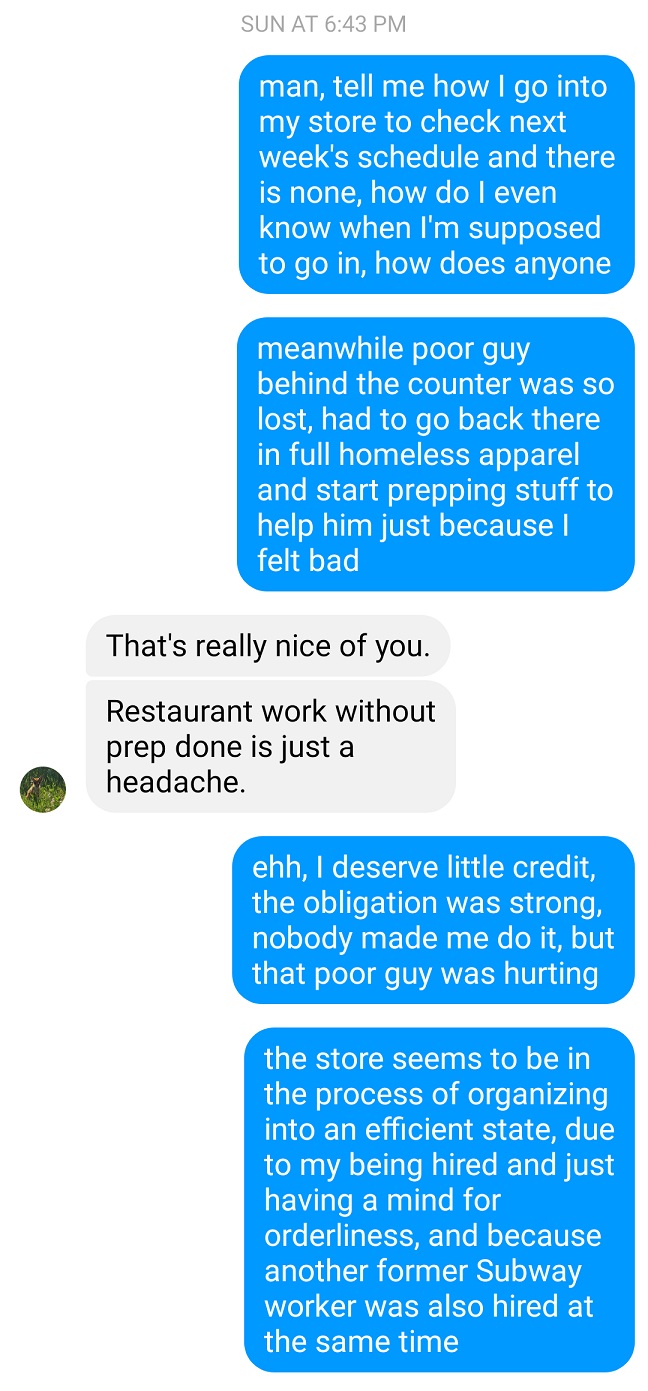 SUN AT 6:43 PM
man, tell me how I go into
my store to check next
week's schedule and there
is none, how do I even
know when I'm supposed
to go in, how does anyone
meanwhile poor guy
behind the counter was so
lost, had to go back there
in full homeless apparel
and start prepping stuff to
help him just because I
felt bad
That's really nice of you.
Restaurant work without
prep done is just a
headache.
ehh, I deserve little credit,
the obligation was strong,
nobody made me do it, but
that poor guy was hurting
the store seems to be in
the process of organizing
into an efficient state, due
to my being hired and just
having a mind for
orderliness, and because
another former Subway
worker was also hired at
the same time